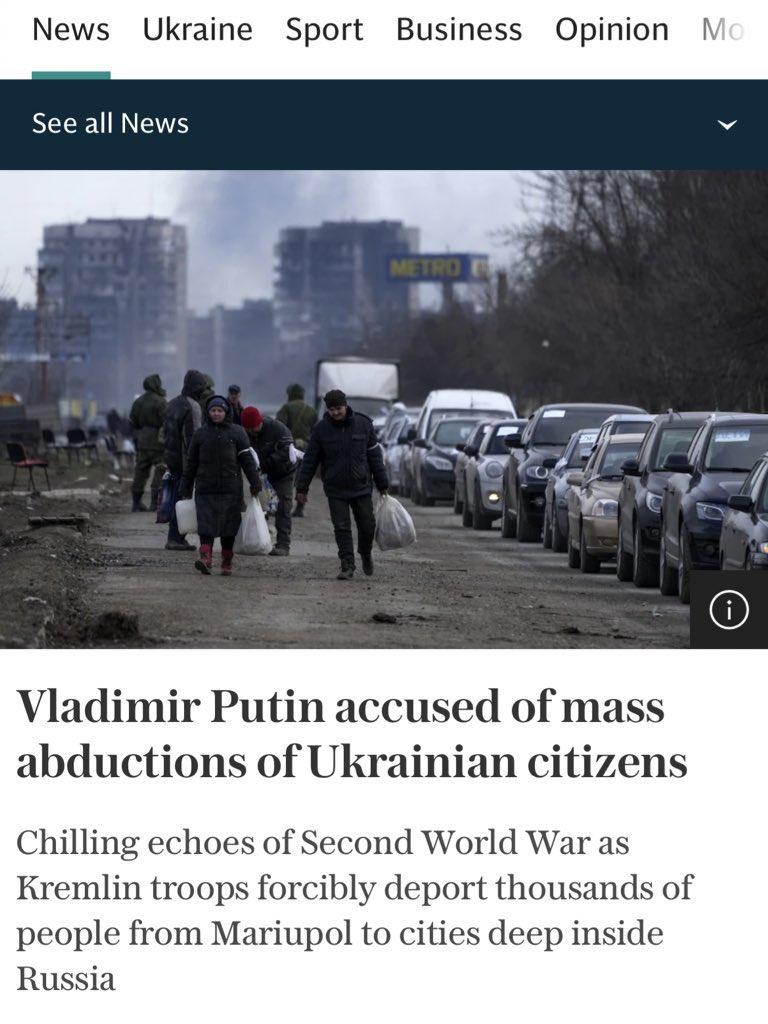 News Ukraine Sport Business Opinion Mo
See all News
METRO
Vladimir Putin accused of mass
abductions of Ukrainian citizens
Chilling echoes of Second World War as
Kremlin troops forcibly deport thousands of
people from Mariupol to cities deep inside
Russia